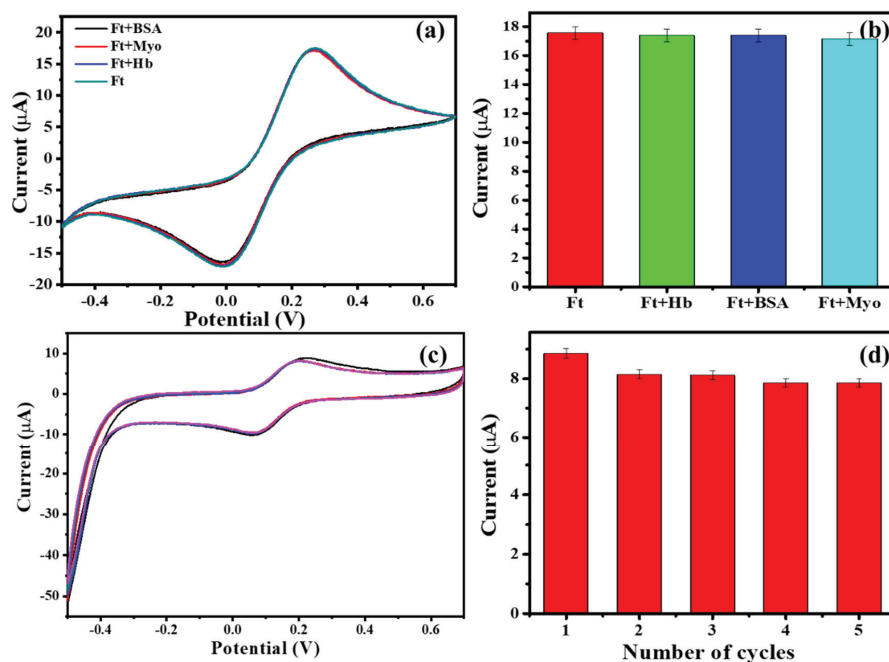 (a)
Ft+BSA
Ft+Myo
Ft+Hb
Ft
20
15
10
5
0
-5
-10
-15
-20
Current (μA)
-0.4
-0.2
0.0
0.2
0.4
0.6
Potential (V)
(b)
18
16
14
12
10
8
6
4
2
0
Current (μA)
Ft
Ft+Hb
Ft+BSA
Ft+Myo
(c)
10
0
-10
-20
-30
-40
-50
Current (μA)
-0.4
-0.2
0.0
0.2
0.4
0.6
Potential (V)
(d)
8
6
4
2
0
Current (μA)
1
2
3
4
5
Number of cycles